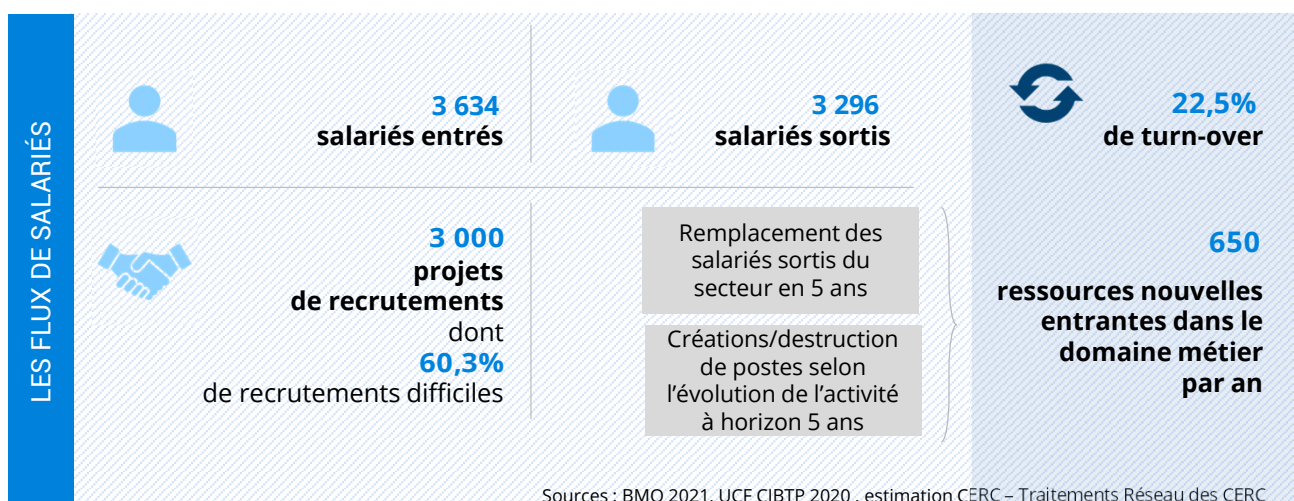 LES FLUX DE SALARIÉS
3 634
salariés entrés
3 296
salariés sortis
22,5%
de turn-over
3 000
projets
de recrutements
dont
60,3%
de recrutements difficiles
Remplacement des
salariés sortis du
secteur en 5 ans
Créations/destruction
de postes selon
l'évolution de l'activité
à horizon 5 ans
650
ressources nouvelles
entrantes dans le
domaine métier
par an
Sources : BMO 2021, UCF CIBTP 2020 , estimation CERC – Traitements Réseau des CERC